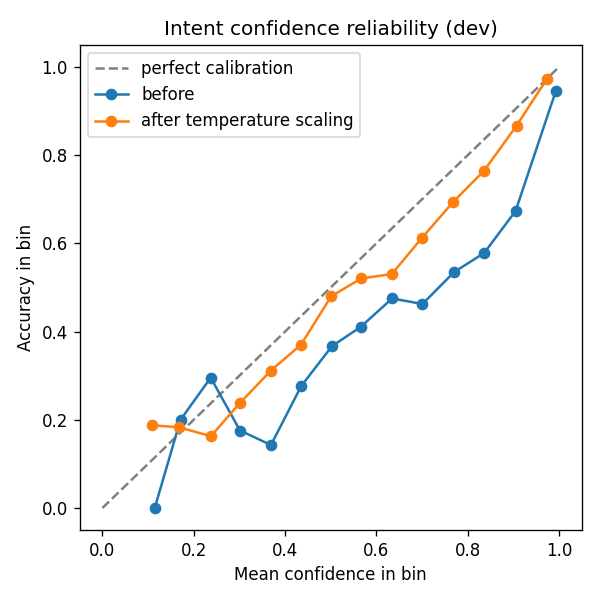 Intent confidence reliability (dev)
perfect calibration
before
after temperature scaling
1.0
0.8
0.6
0.4
0.2
0.0
Accuracy in bin
0.0 0.2 0.4 0.6 0.8 1.0
Mean confidence in bin